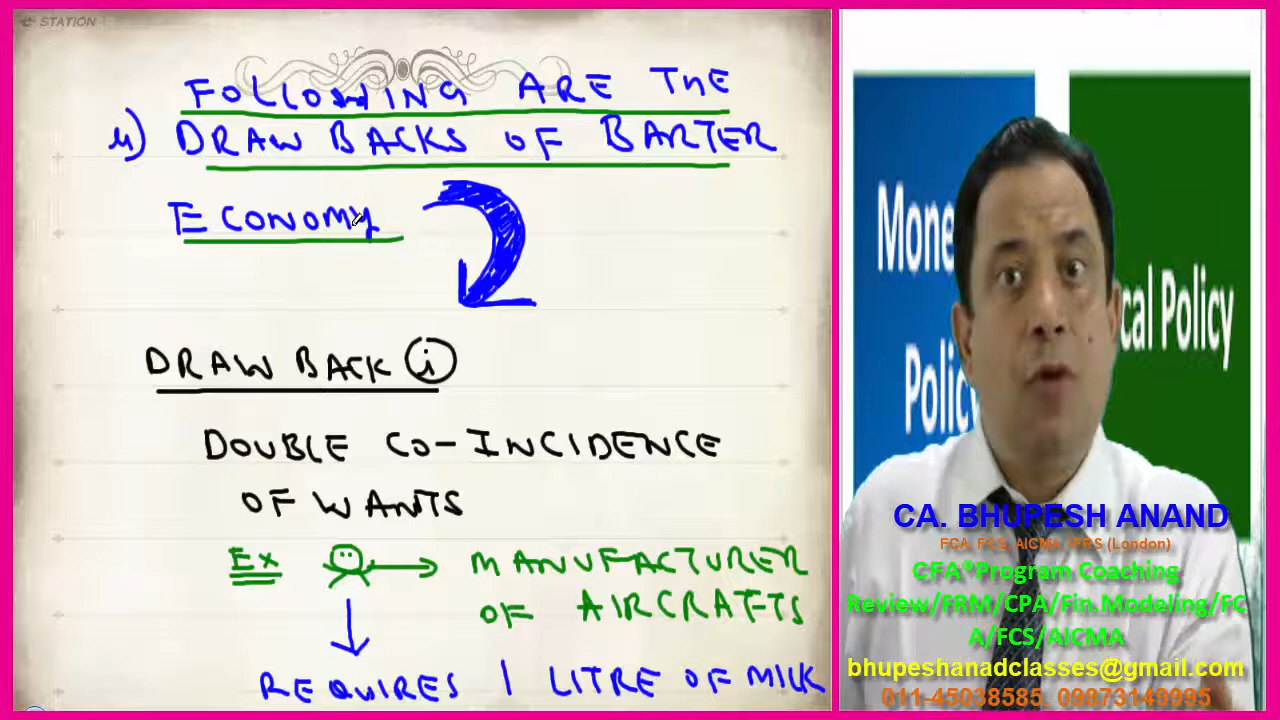 e-STATION
FOLLOWING ARE THE
4) DRAW BACKS OF BARTER
ECONOMY
DRAW BACK (i)
DOUBLE CO-INCIDENCE
OF WANTS
EX → MANUFACTURER
OF AIRCRAFTS
REQUIRES 1 LITRE OF MILK
Mone
Policy
cal Policy
CA. BHUPESH ANAND
FCA, FCS, AICMA, IFRS (London)
CFA®Program Coaching
Review/FRM/CPA/Fin.Modeling/FC
A/FCS/AICMA
bhupeshanadclasses@gmail.com
011-45038585, 09873149995